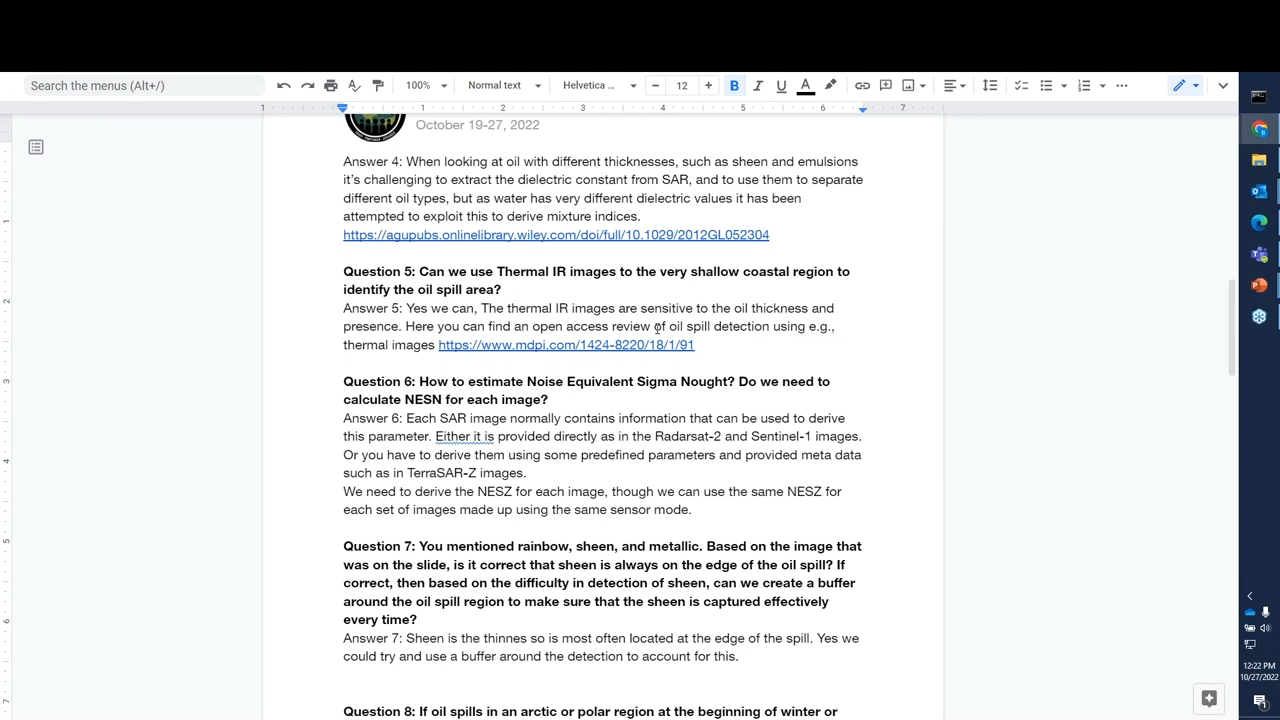 Search the menus (Alt+/)
100%
Normal text
Helvetica ...
12
B
I
U
A
1
1
2
3
4
5
6
7
October 19-27, 2022
Answer 4: When looking at oil with different thicknesses, such as sheen and emulsions
it's challenging to extract the dielectric constant from SAR, and to use them to separate
different oil types, but as water has very different dielectric values it has been
attempted to exploit this to derive mixture indices.
https://agupubs.onlinelibrary.wiley.com/doi/full/10.1029/2012GL052304
Question 5: Can we use Thermal IR images to the very shallow coastal region to
identify the oil spill area?
Answer 5: Yes we can, The thermal IR images are sensitive to the oil thickness and
presence. Here you can find an open access review of oil spill detection using e.g.,
thermal images https://www.mdpi.com/1424-8220/18/1/91
Question 6: How to estimate Noise Equivalent Sigma Nought? Do we need to
calculate NESN for each image?
Answer 6: Each SAR image normally contains information that can be used to derive
this parameter. Either it is provided directly as in the Radarsat-2 and Sentinel-1 images.
Or you have to derive them using some predefined parameters and provided meta data
such as in TerraSAR-Z images.
We need to derive the NESZ for each image, though we can use the same NESZ for
each set of images made up using the same sensor mode.
Question 7: You mentioned rainbow, sheen, and metallic. Based on the image that
was on the slide, is it correct that sheen is always on the edge of the oil spill? If
correct, then based on the difficulty in detection of sheen, can we create a buffer
around the oil spill region to make sure that the sheen is captured effectively
every time?
Answer 7: Sheen is the thinnes so is most often located at the edge of the spill. Yes we
could try and use a buffer around the detection to account for this.
Question 8: If oil spills in an arctic or polar region at the beginning of winter or
1
2
3
4
5
6
7
12:22 PM
10/27/2022